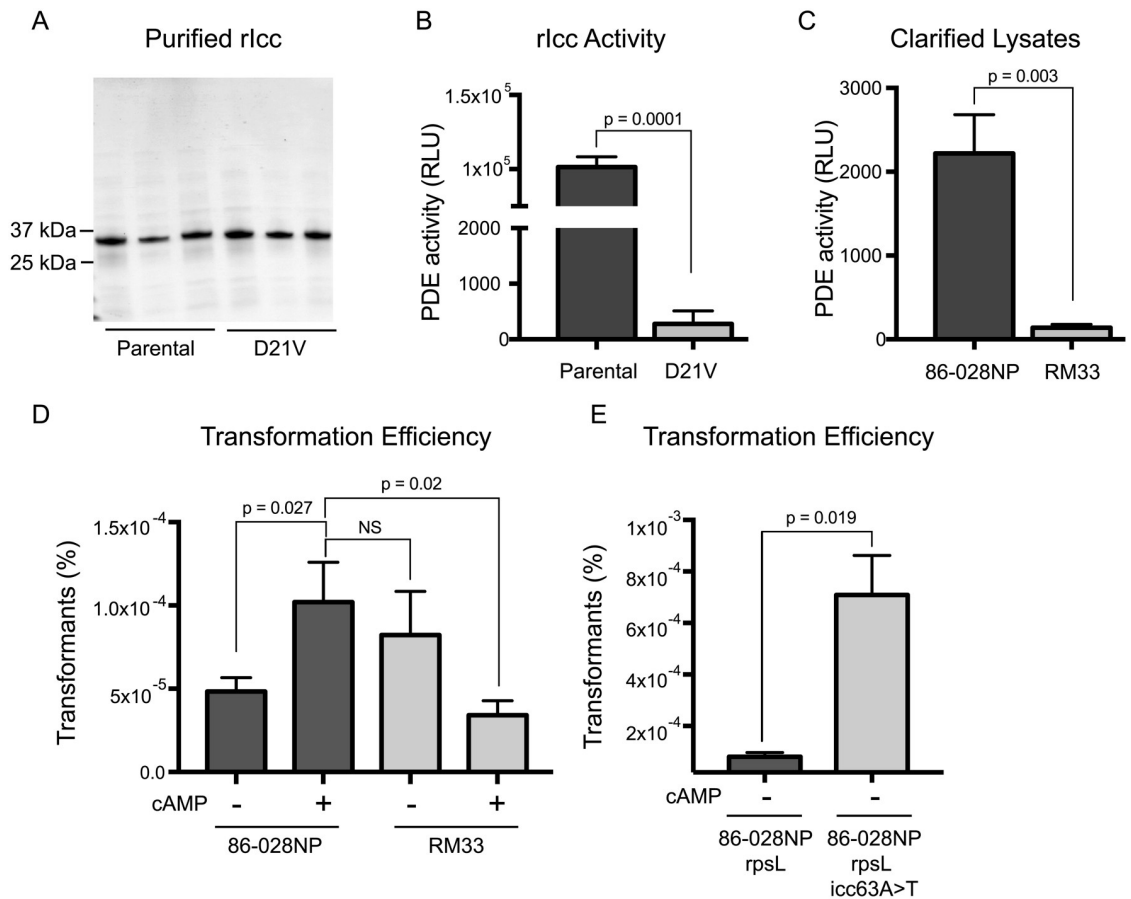 A
Purified rIcc
37 kDa
25 kDa
Parental
D21V
B
rIcc Activity
PDE activity (RLU)
1.5x10^5
1x10^5
2000
1000
0
p = 0.0001
Parental
D21V
C
Clarified Lysates
PDE activity (RLU)
3000
2000
1000
0
p = 0.003
86-028NP
RM33
D
Transformation Efficiency
Transformants (%)
1.5x10^-4
1.0x10^-4
5x10^-5
0.0
p = 0.027
p = 0.02
NS
cAMP - + - +
86-028NP
RM33
E
Transformation Efficiency
Transformants (%)
1x10^-3
8x10^-4
6x10^-4
4x10^-4
2x10^-4
p = 0.019
cAMP - -
86-028NP
rpsL
86-028NP
rpsL
icc63A>T